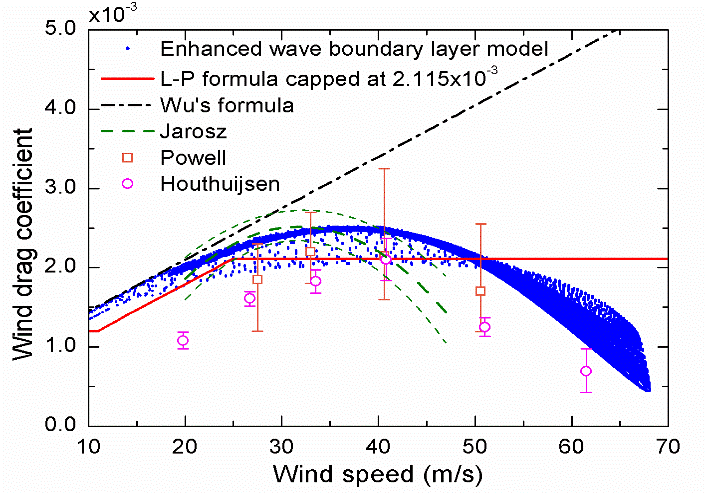 x10-3
5.0
4.0
3.0
2.0
1.0
0.0
Wind drag coefficient
Enhanced wave boundary layer model
L-P formula capped at 2.115x10-3
Wu's formula
Jarosz
Powell
Houthuijsen
10 20 30 40 50 60 70
Wind speed (m/s)